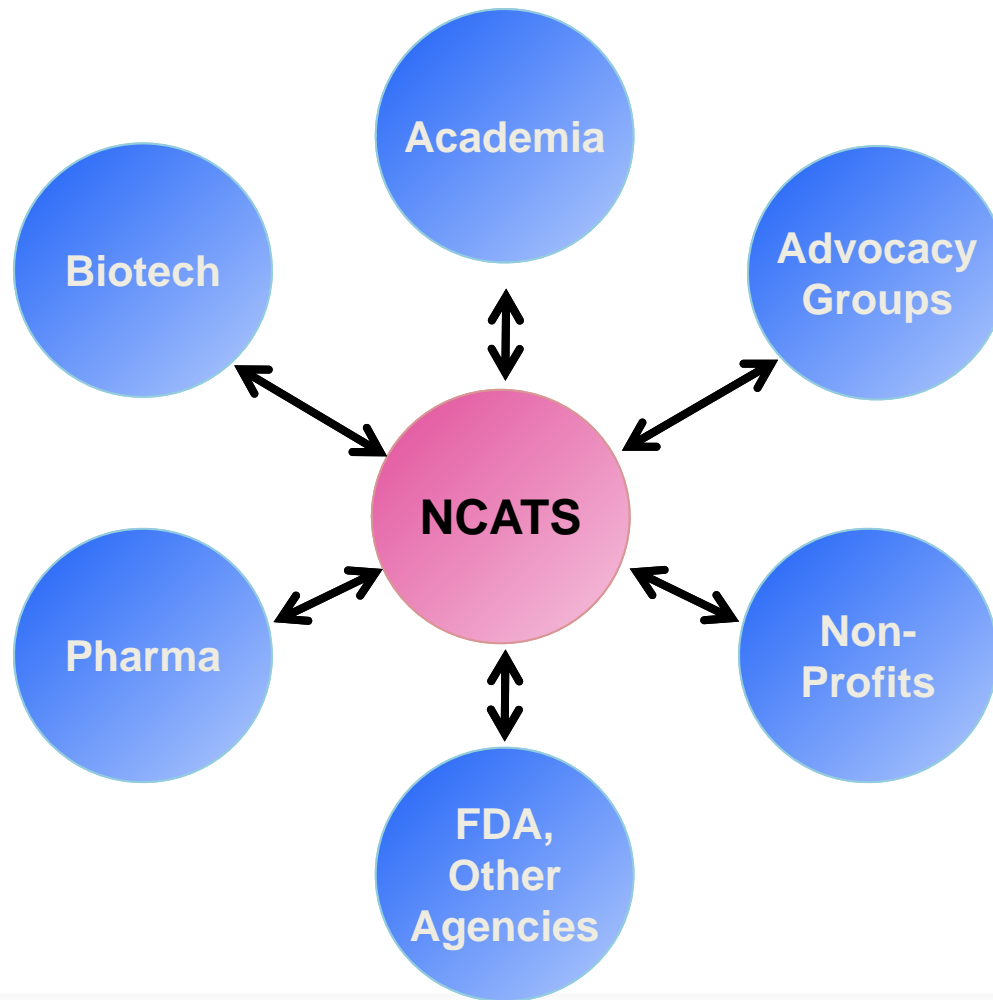 Academia
Biotech
Advocacy
Groups
NCATS
Pharma
Non-
Profits
FDA,
Other
Agencies